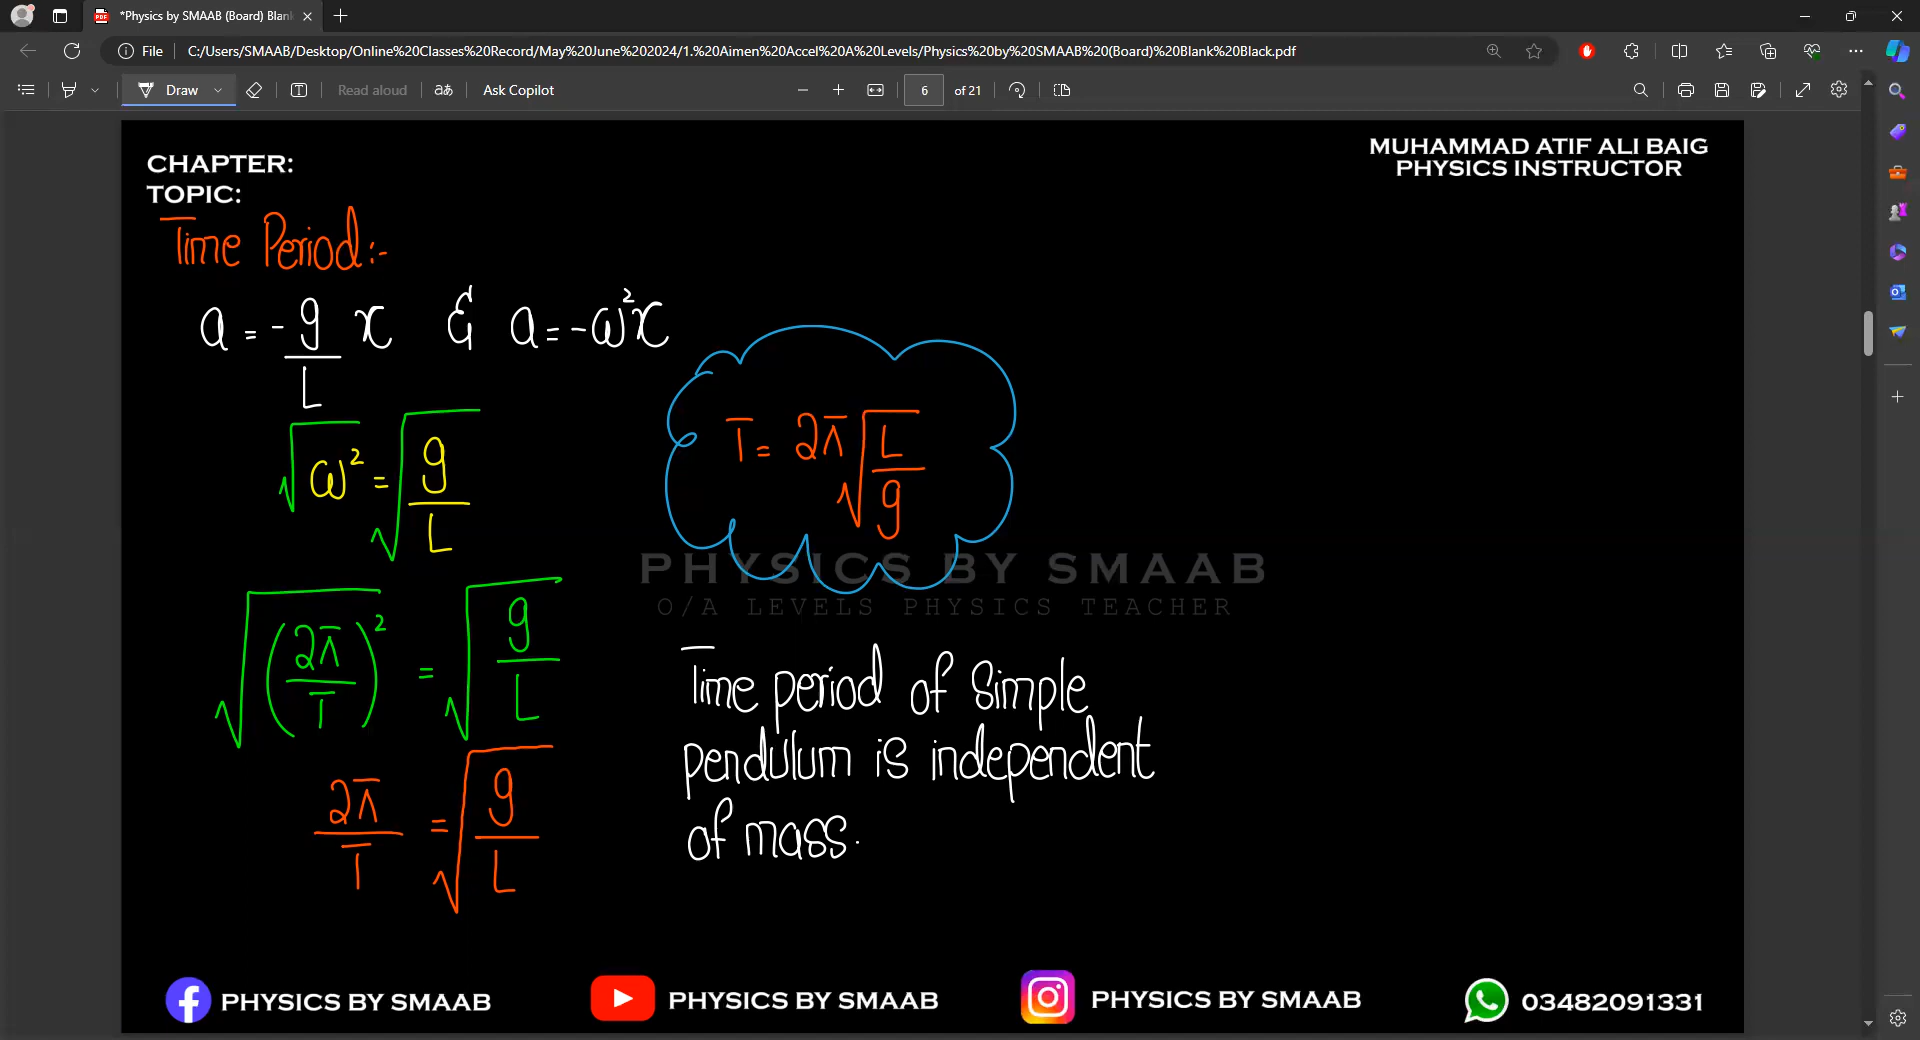 *Physics by SMAAB (Board) Blan
File C:/Users/SMAAB/Desktop/Online%20Classes%20Record/May%20June%202024/1.%20Aimen%20Accel%20A%20Levels/Physics%20by%20SMAAB%20(Board)%20Blank%20Black.pdf
Draw Read aloud aあ Ask Copilot 6 of 21
CHAPTER:
TOPIC:
MUHAMMAD ATIF ALI BAIG
PHYSICS INSTRUCTOR
Time Period:-
a = -g/L x & a = -ω²x
√ω² = √g/L
√(2π/T)² = √g/L
2π/T = √g/L
T = 2π√L/g
PHYSICS BY SMAAB
O/A LEVELS PHYSICS TEACHER
Time period of Simple
pendulum is independent
of mass.
PHYSICS BY SMAAB PHYSICS BY SMAAB PHYSICS BY SMAAB 03482091331